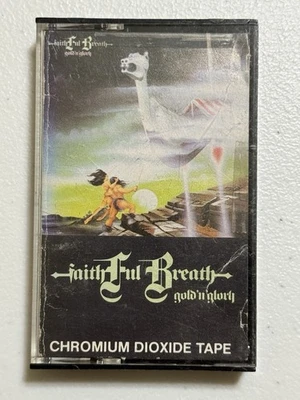 faithful Breath
gold'n'glory
faithful Breath
gold'n'glory
CHROMIUM DIOXIDE TAPE